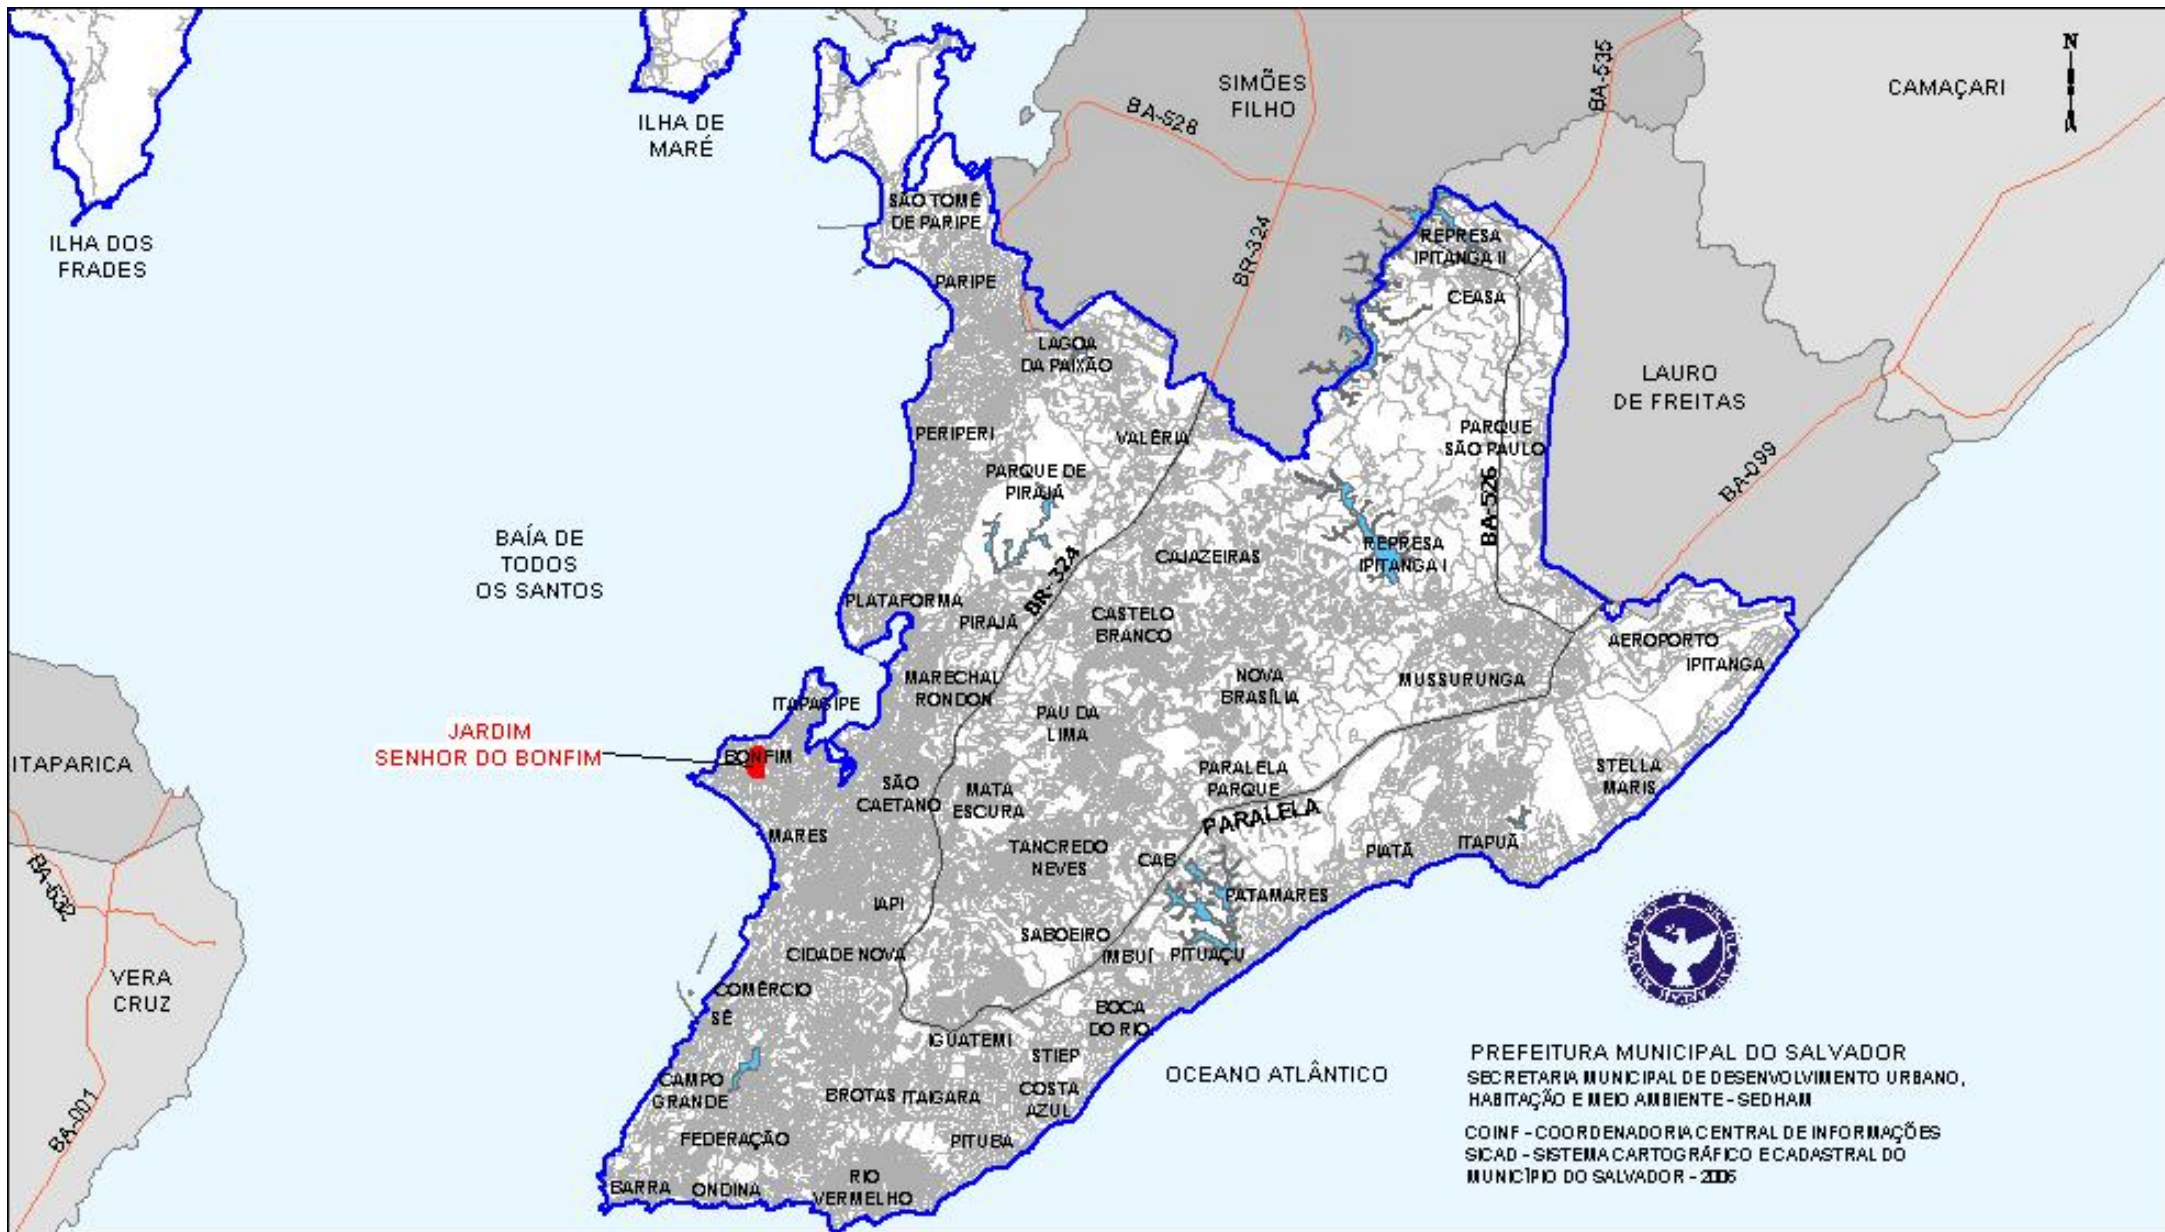 N
CAMAÇARI
SIMÕES
FILHO
BA-535
BA-528
ILHA DE
MARÉ
ILHA DOS
FRADES
SÃO TOMÉ
DE PARIPE
PARIPE
BR-324
REPRESA
IPITANGA II
CEASA
LAGOA
DA PAIXÃO
LAURO
DE FREITAS
PERIPERI
VALÉRIA
PARQUE
SÃO PAULO
PARQUE DE
PIRAJÁ
BA-099
BA-526
BAÍA DE
TODOS
OS SANTOS
CAJAZEIRAS
REPRESA
IPITANGA I
BR-324
PLATAFORMA
PIRAJÁ
CASTELO
BRANCO
AEROPORTO
IPITANGA
MARECHAL
RONDON
NOVA
BRASÍLIA
MUSSURUNGA
ITAPAGIPE
PAU DA
LIMA
JARDIM
SENHOR DO BONFIM
BONFIM
ITAPARICA
SÃO
CAETANO
MATA
ESCURA
PARALELA
PARQUE
STELLA
MARIS
PARALELA
MARES
TANCREDO
NEVES
CAB
PIATÃ
ITAPUÃ
BA-532
IAPI
PATAMARES
SABOEIRO
IMBUÍ
PITUAÇU
CIDADE NOVA
VERA
CRUZ
COMÉRCIO
SÉ
BOCA
DO RIO
IGUATEMI
STIEP
OCEANO ATLÂNTICO
CAMPO
GRANDE
BROTAS
ITAIGARA
COSTA
AZUL
BA-001
FEDERAÇÃO
PITUBA
BARRA
ONDINA
RIO
VERMELHO
PREFEITURA MUNICIPAL DO SALVADOR
SECRETARIA MUNICIPAL DE DESENVOLVIMENTO URBANO,
HABITAÇÃO E MEIO AMBIENTE - SEDHAM
COINF - COORDENADORIA CENTRAL DE INFORMAÇÕES
SICAD - SISTEMA CARTOGRÁFICO E CADASTRAL DO
MUNICÍPIO DO SALVADOR - 2006